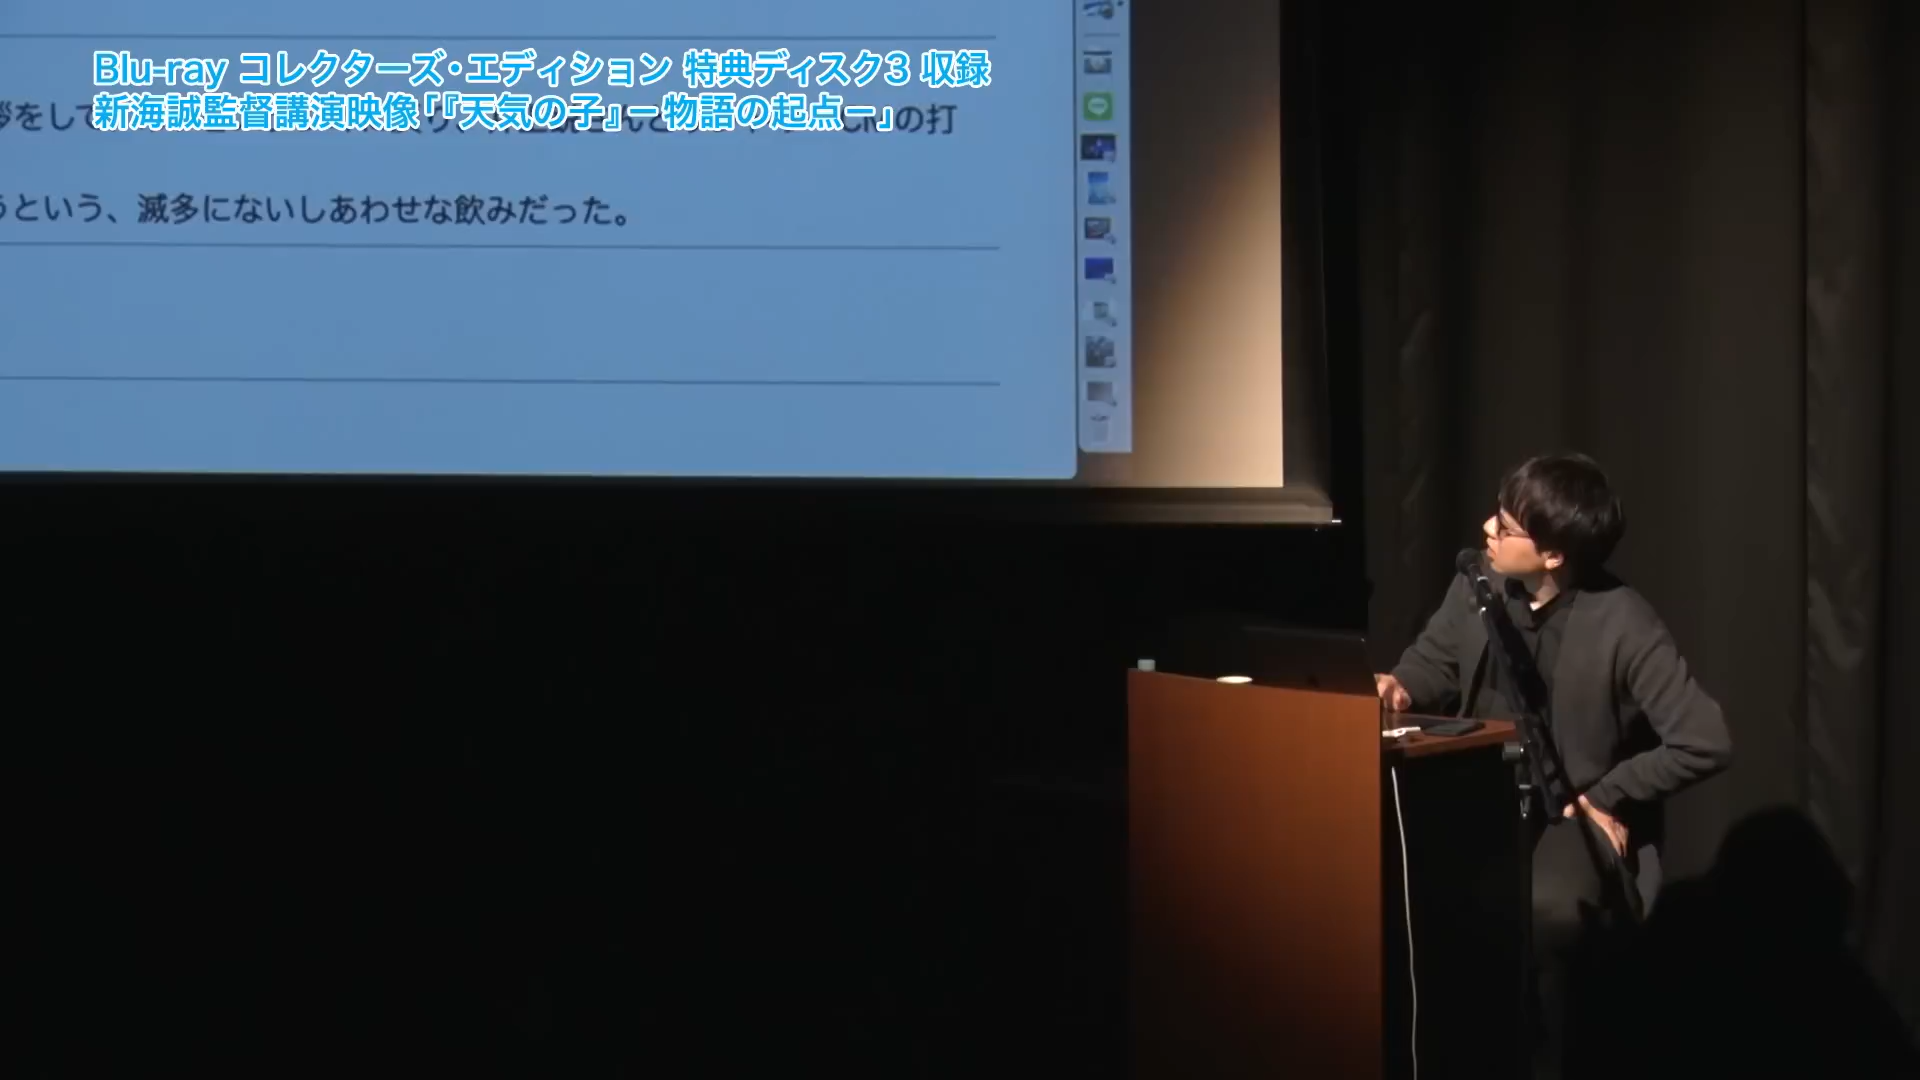 Blu-ray コレクターズ・エディション 特典ディスク3 収録
新海誠監督講演映像「『天気の子』－物語の起点－」
をして
の打
という、滅多にないしあわせな飲みだった。